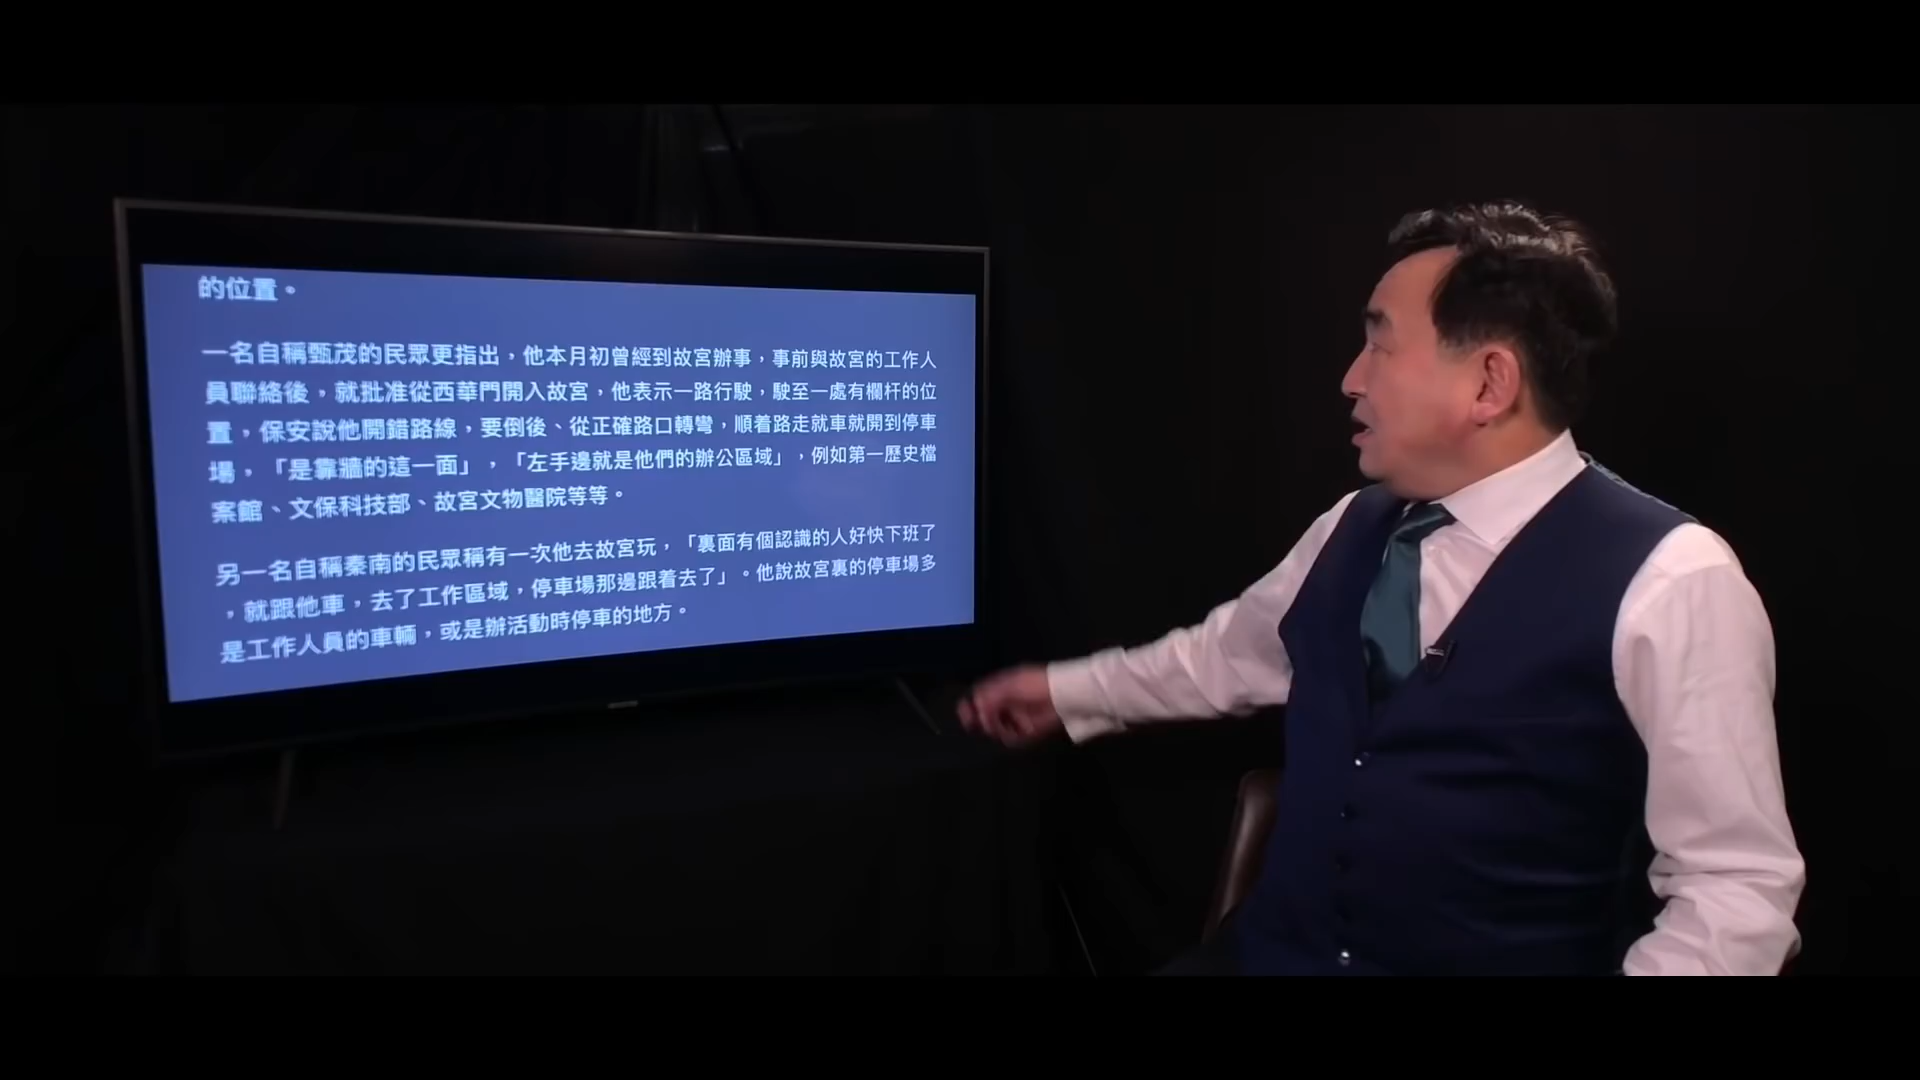 的位置。
一名自稱甄茂的民眾更指出，他本月初曾經到故宮辦事，事前與故宮的工作人
員聯絡後，就批准從西華門開入故宮，他表示一路行駛，駛至一處有欄杆的位
置，保安說他開錯路線，要倒後、從正確路口轉彎，順着路走就車就開到停車
場，「是靠牆的這一面」，「左手邊就是他們的辦公區域」，例如第一歷史檔
案館、文保科技部、故宮文物醫院等等。
另一名自稱秦南的民眾稱有一次他去故宮玩，「裏面有個認識的人好快下班了
，就跟他車，去了工作區域，停車場那邊跟着去了」。他說故宮裏的停車場多
是工作人員的車輛，或是辦活動時停車的地方。